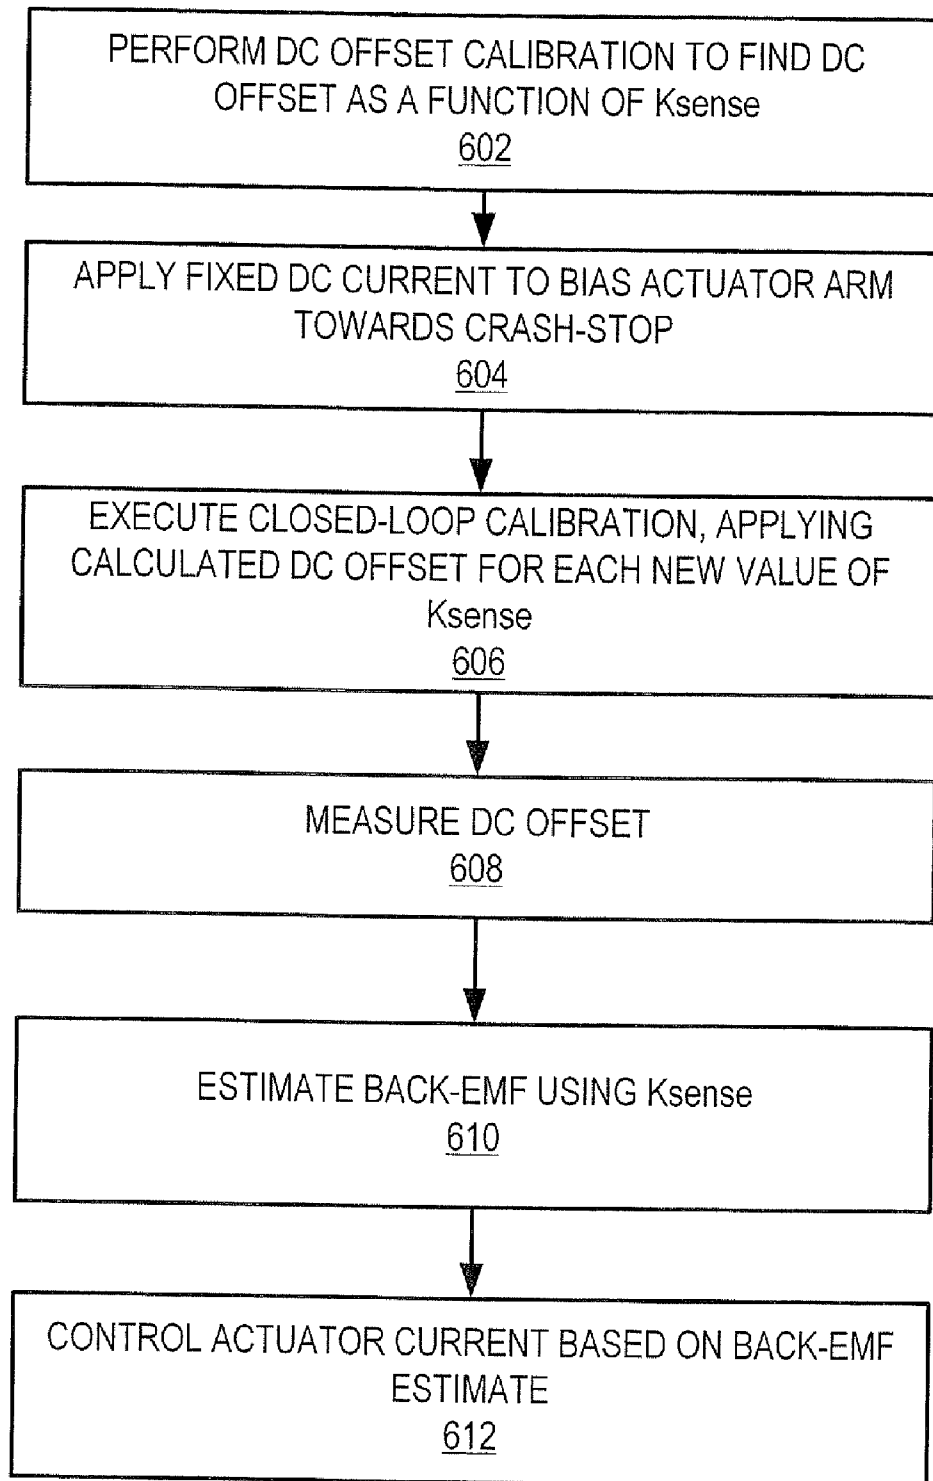 PERFORM DC OFFSET CALIBRATION TO FIND DC
OFFSET AS A FUNCTION OF Ksense
602
APPLY FIXED DC CURRENT TO BIAS ACTUATOR ARM
TOWARDS CRASH-STOP
604
EXECUTE CLOSED-LOOP CALIBRATION, APPLYING
CALCULATED DC OFFSET FOR EACH NEW VALUE OF
Ksense
606
MEASURE DC OFFSET
608
ESTIMATE BACK-EMF USING Ksense
610
CONTROL ACTUATOR CURRENT BASED ON BACK-EMF
ESTIMATE
612